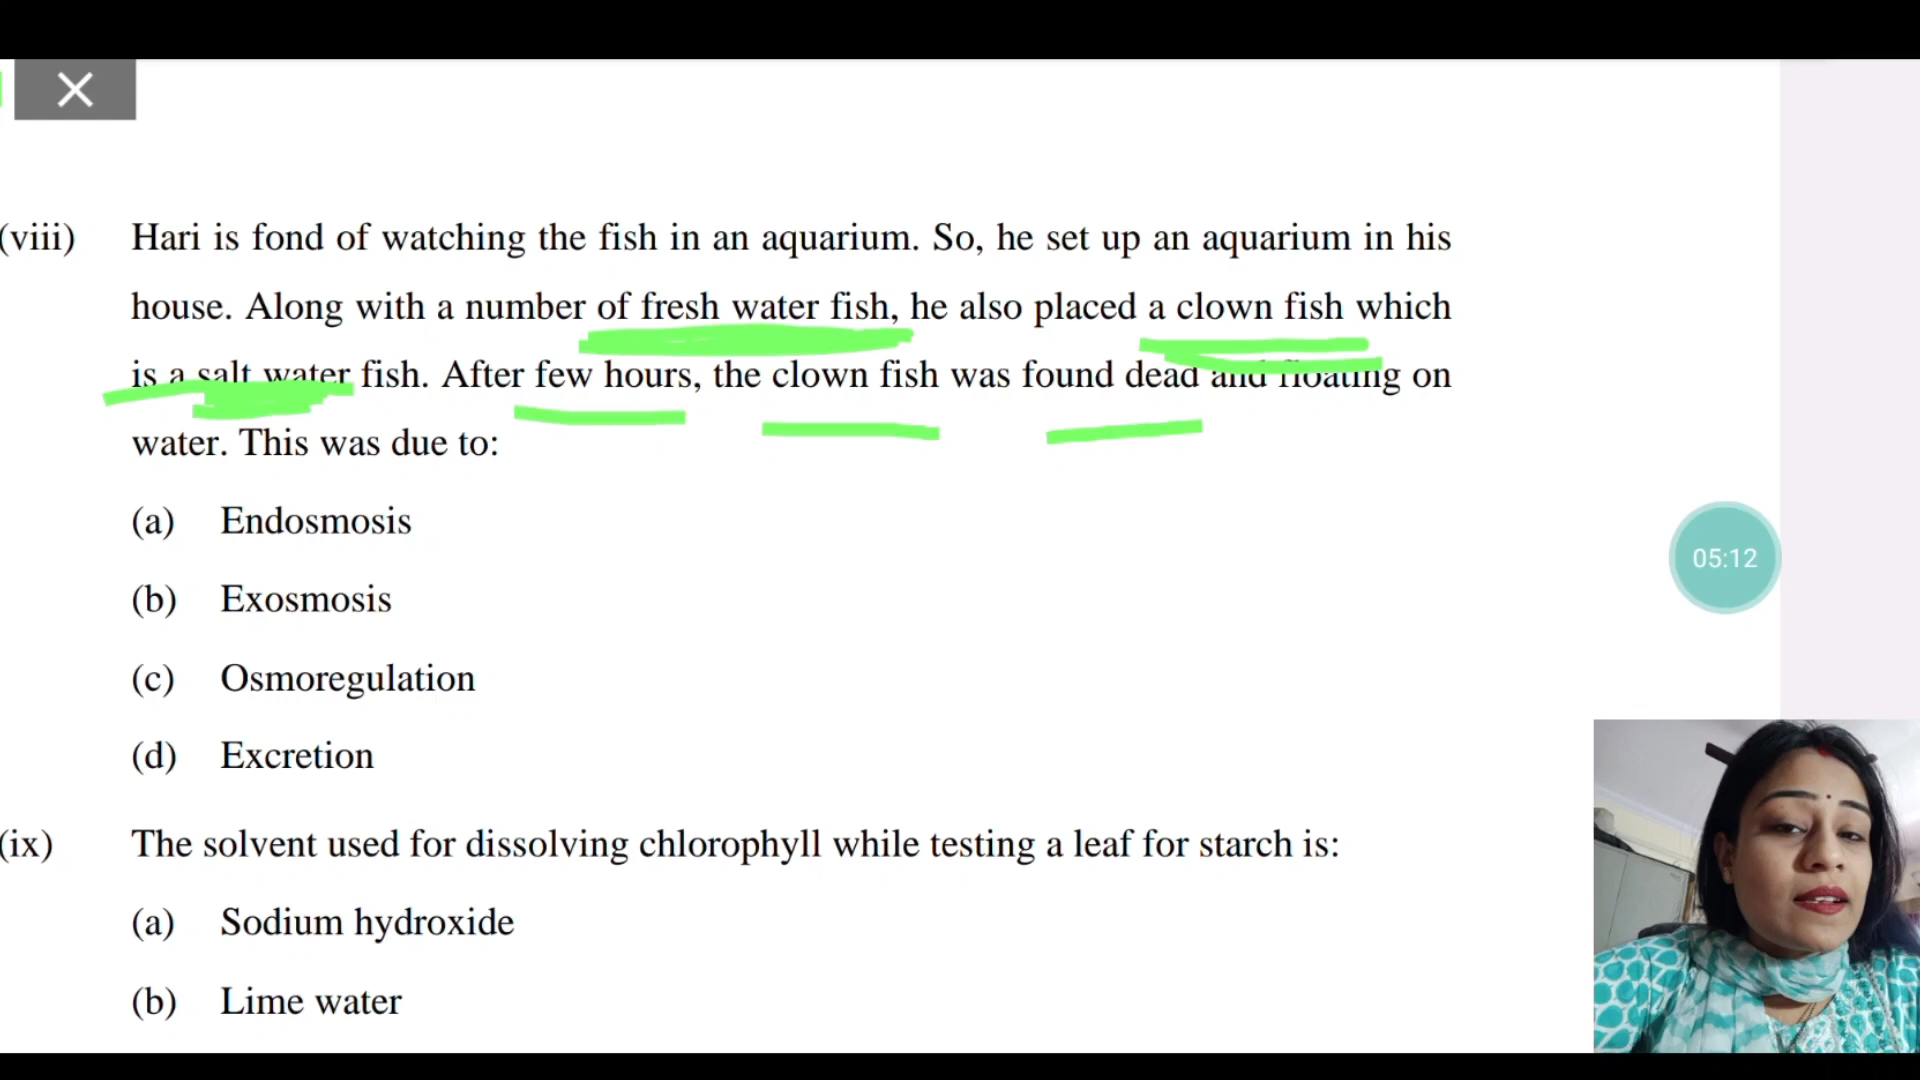 (viii) Hari is fond of watching the fish in an aquarium. So, he set up an aquarium in his
house. Along with a number of fresh water fish, he also placed a clown fish which
is a salt water fish. After few hours, the clown fish was found dead and floating on
water. This was due to:
(a) Endosmosis
(b) Exosmosis
(c) Osmoregulation
(d) Excretion
05:12
(ix) The solvent used for dissolving chlorophyll while testing a leaf for starch is:
(a) Sodium hydroxide
(b) Lime water